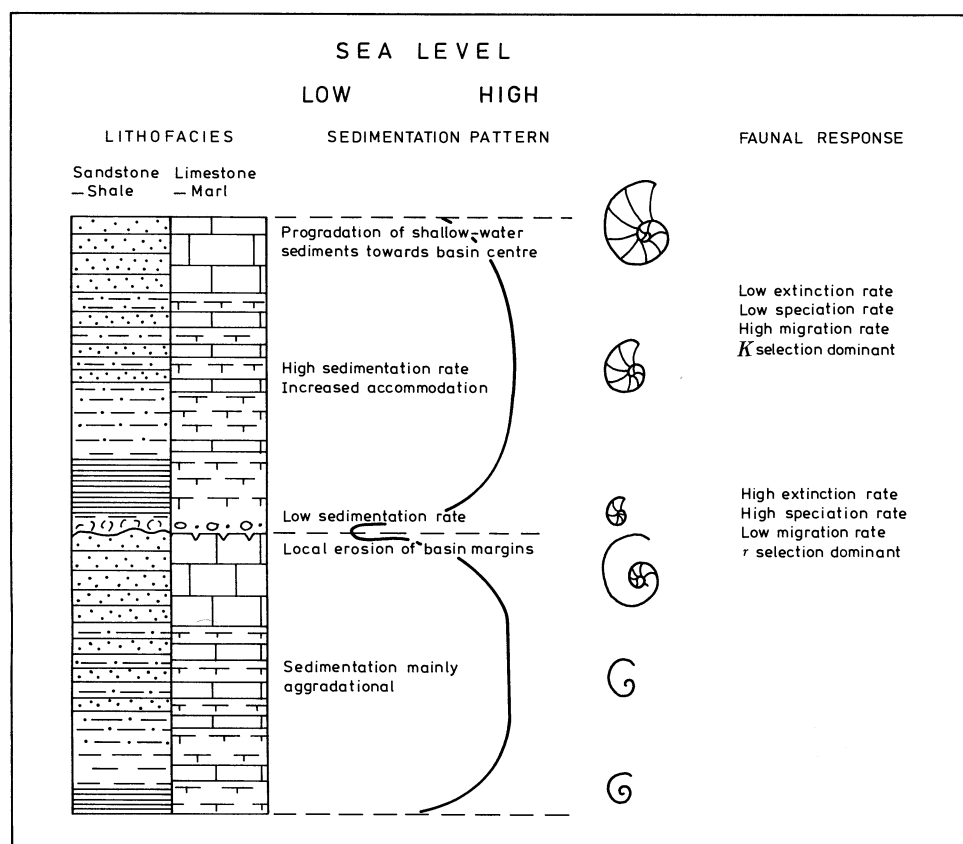 SEA LEVEL
LOW HIGH
LITHOFACIES SEDIMENTATION PATTERN FAUNAL RESPONSE
Sandstone Limestone
—Shale —Marl
Progradation of shallow-water
sediments towards basin centre
Low extinction rate
Low speciation rate
High migration rate
K selection dominant
High sedimentation rate
Increased accommodation
High extinction rate
High speciation rate
Low migration rate
r selection dominant
Low sedimentation rate
Local erosion of basin margins
Sedimentation mainly
aggradational